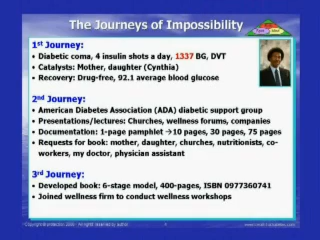 The Journeys of Impossibility
1st Journey:
• Diabetic coma, 4 insulin shots a day, 1337 BG, DVT
• Catalysts: Mother, daughter (Cynthia)
• Recovery: Drug-free, 92.1 average blood glucose
2nd Journey:
• American Diabetes Association (ADA) diabetic support group
• Presentations/lectures: Churches, wellness forums, companies
• Documentation: 1-page pamphlet →10 pages, 30 pages, 75 pages
• Requests for book: mother, daughter, churches, nutritionists, co-
workers, my doctor, physician assistant
3rd Journey:
• Developed book: 6-stage model, 400-pages, ISBN 0977360741
• Joined wellness firm to conduct wellness workshops